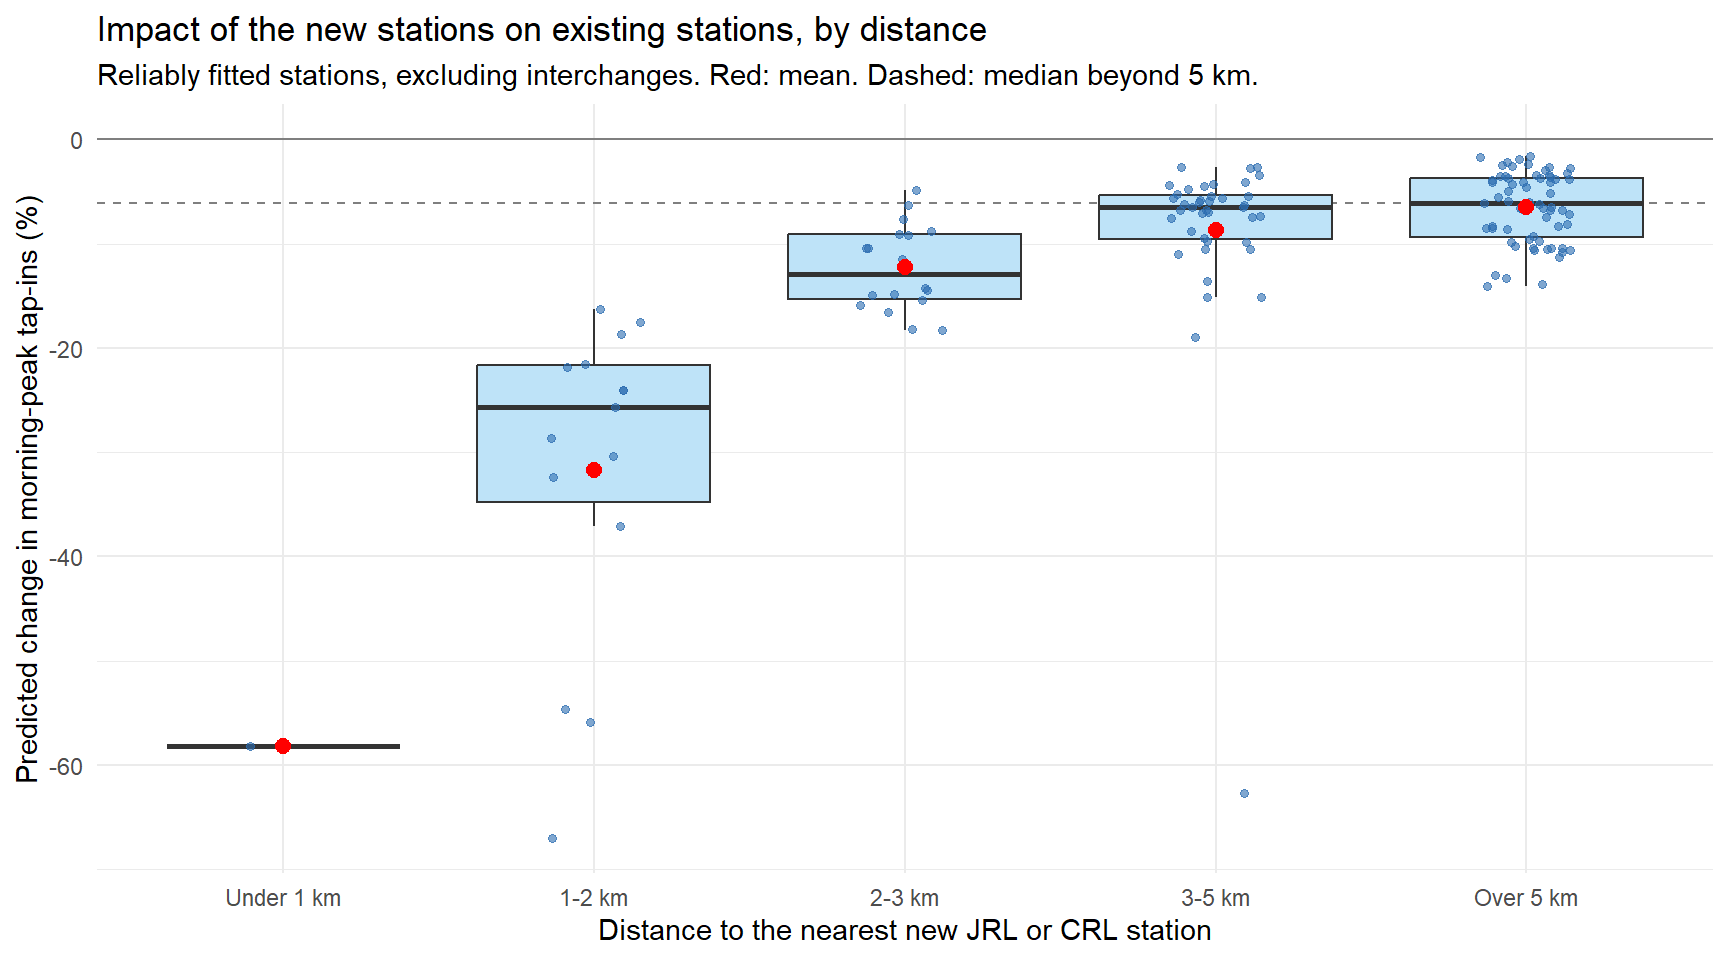 Impact of the new stations on existing stations, by distance
Reliably fitted stations, excluding interchanges. Red: mean. Dashed: median beyond 5 km.
Predicted change in morning-peak tap-ins (%)
0
-20
-40
-60
Under 1 km
1-2 km
2-3 km
3-5 km
Over 5 km
Distance to the nearest new JRL or CRL station